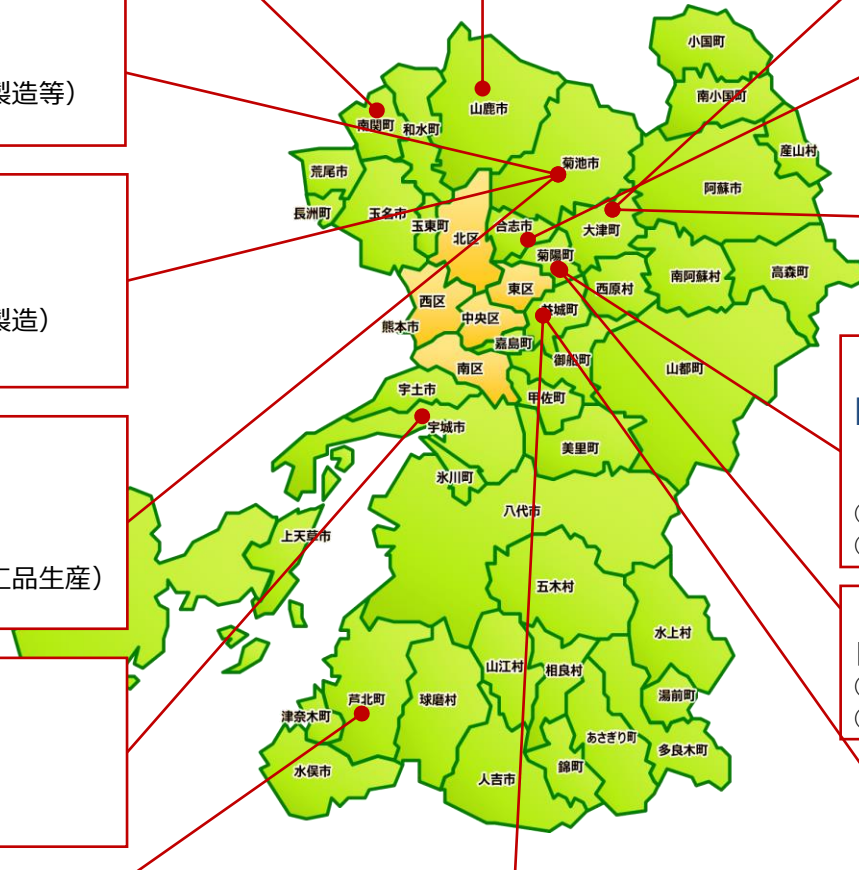 小国町
南小国町
産山村
阿蘇市
製造等）
山鹿市
南関町
和水町
菊池市
荒尾市
長洲町
玉名市
玉東町
北区
合志市
大津町
菊陽町
南阿蘇村
高森町
西原村
東区
西区
中央区
益城町
熊本市
嘉島町
御船町
山都町
製造）
南区
宇土市
甲佐町
宇城市
美里町
氷川町
八代市
上天草市
工品生産）
五木村
水上村
山江村
相良村
湯前町
芦北町
球磨村
津奈木町
あさぎり町
多良木町
水俣市
人吉市
錦町